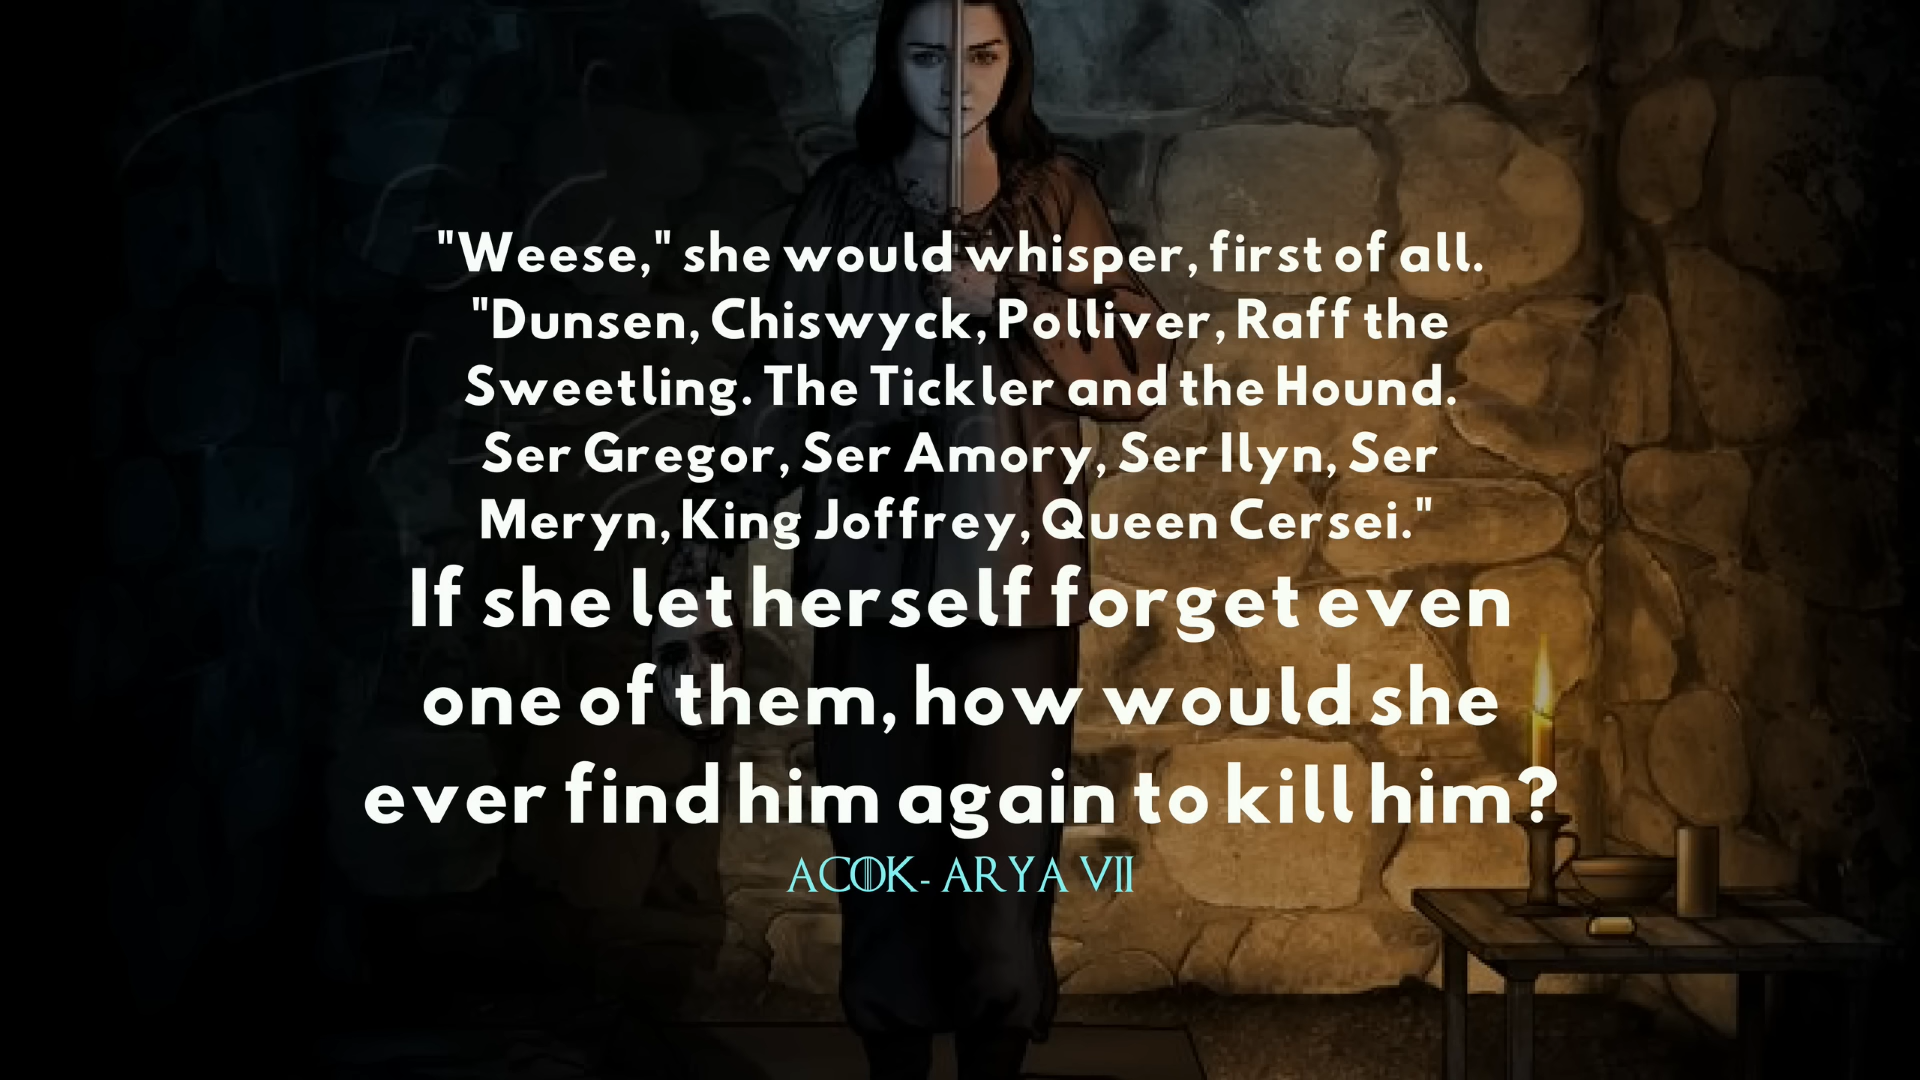 "Weese," she would whisper, first of all.
"Dunsen, Chiswyck, Polliver, Raff the
Sweetling. The Tickler and the Hound.
Ser Gregor, Ser Amory, Ser Ilyn, Ser
Meryn, King Joffrey, Queen Cersei."
If she let herself forget even
one of them, how would she
ever find him again to kill him?
ACOK- ARYA VII